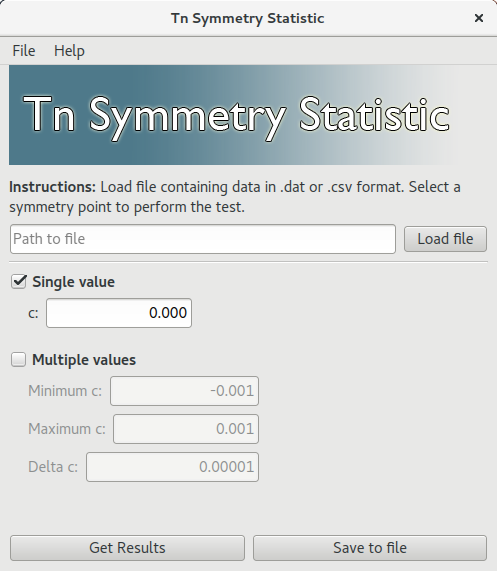 Tn Symmetry Statistic
File Help
Tn Symmetry Statistic
Instructions: Load file containing data in .dat or .csv format. Select a
symmetry point to perform the test.
Path to file Load file
Single value
c: 0.000
Multiple values
Minimum c: -0.001
Maximum c: 0.001
Delta c: 0.00001
Get Results Save to file